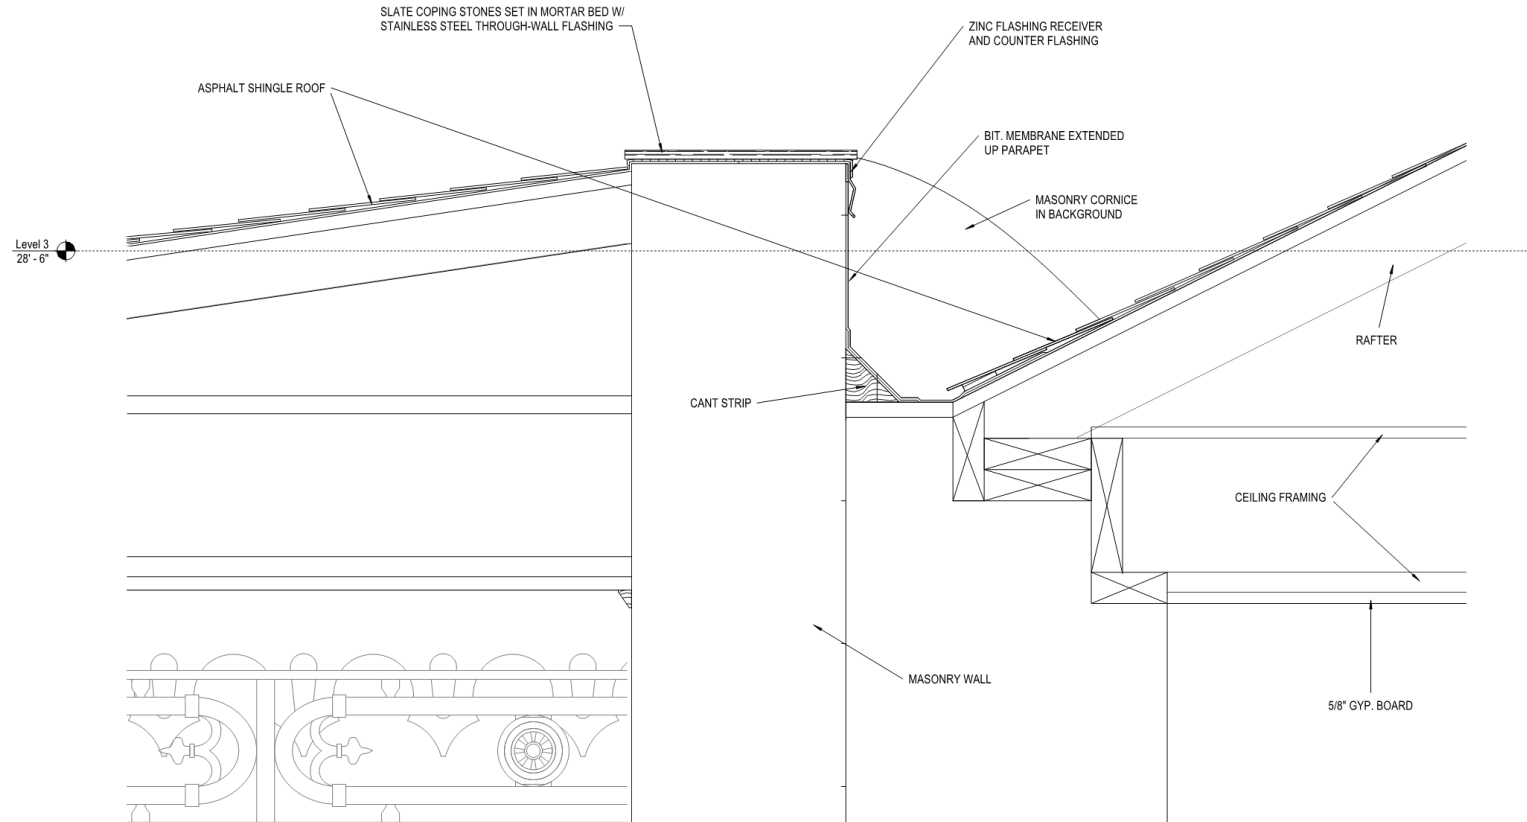 SLATE COPING STONES SET IN MORTAR BED W/
STAINLESS STEEL THROUGH-WALL FLASHING
ZINC FLASHING RECEIVER
AND COUNTER FLASHING
ASPHALT SHINGLE ROOF
BIT. MEMBRANE EXTENDED
UP PARAPET
MASONRY CORNICE
IN BACKGROUND
Level 3
28' - 6"
RAFTER
CANT STRIP
CEILING FRAMING
MASONRY WALL
5/8" GYP. BOARD